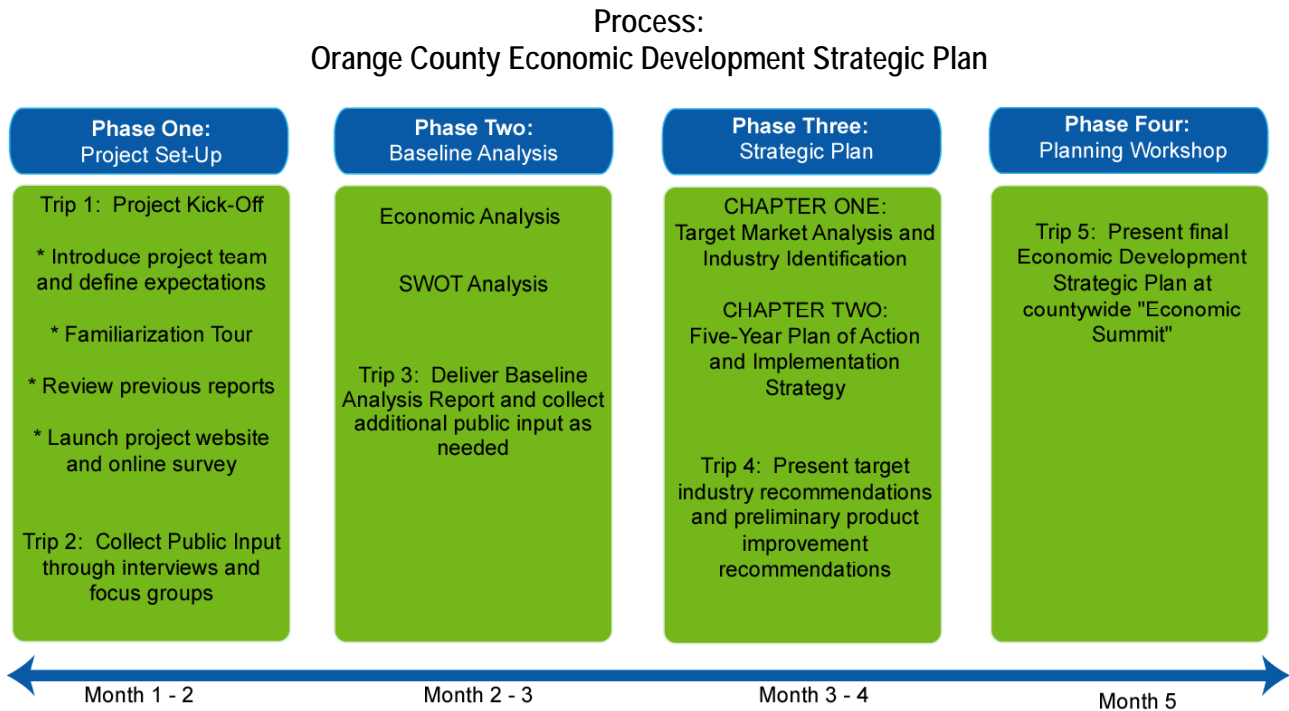 Process:
Orange County Economic Development Strategic Plan
Phase One:
Project Set-Up
Trip 1:  Project Kick-Off
* Introduce project team
and define expectations
* Familiarization Tour
* Review previous reports
* Launch project website
and online survey
Trip 2:  Collect Public Input
through interviews and
focus groups
Month 1 - 2
Phase Two:
Baseline Analysis
Economic Analysis
SWOT Analysis
Trip 3:  Deliver Baseline
Analysis Report and collect
additional public input as
needed
Month 2 - 3
Phase Three:
Strategic Plan
CHAPTER ONE:
Target Market Analysis and
Industry Identification
CHAPTER TWO:
Five-Year Plan of Action
and Implementation
Strategy
Trip 4:  Present target
industry recommendations
and preliminary product
improvement
recommendations
Month 3 - 4
Phase Four:
Planning Workshop
Trip 5:  Present final
Economic Development
Strategic Plan at
countywide "Economic
Summit"
Month 5